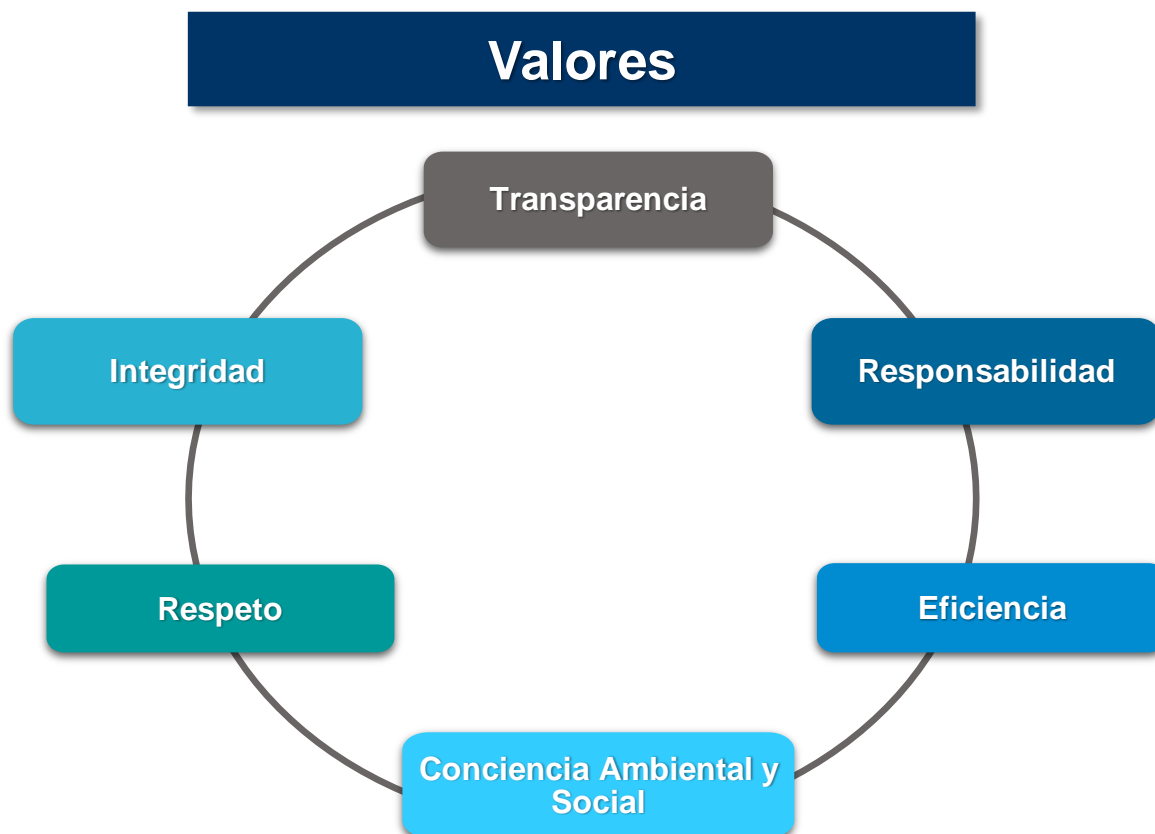 Valores
Transparencia
Integridad
Responsabilidad
Respeto
Eficiencia
Conciencia Ambiental y
Social